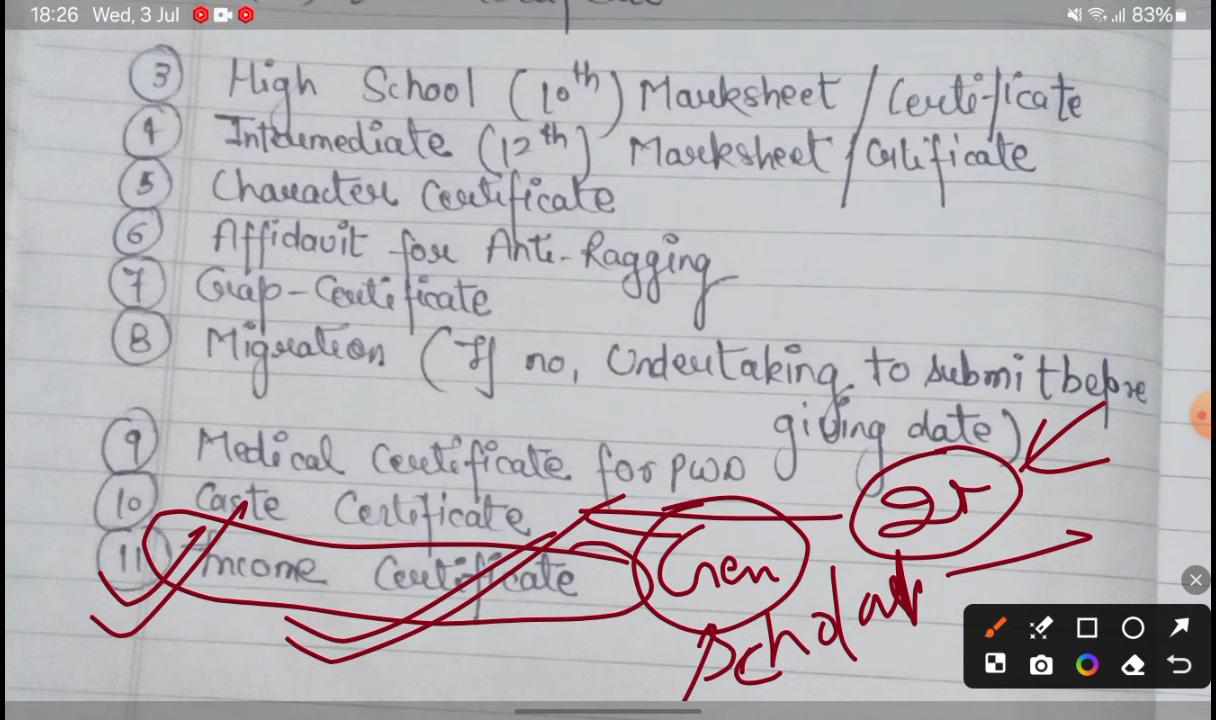 18:26 Wed, 3 Jul 83%
③ High School (10th) Marksheet / Certificate
④ Intermediate (12th) Marksheet / Certificate
⑤ Character Certificate
⑥ Affidavit for Anti-Ragging
⑦ Gap-Certificate
⑧ Migration (If no, Undertaking to submit before
giving date)
⑨ Medical Certificate for PWD
⑩ Caste Certificate
⑪ Income Certificate Gen
Scholar